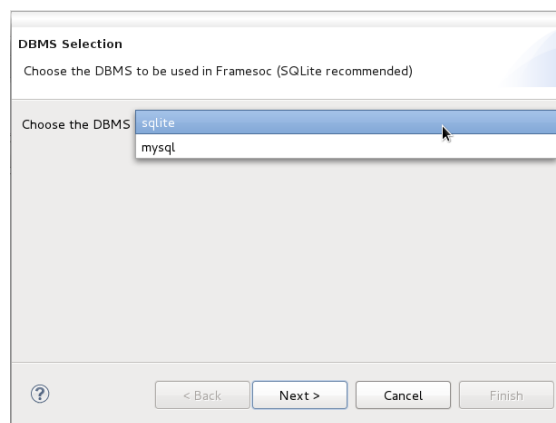 DBMS Selection
Choose the DBMS to be used in Framesoc (SQLite recommended)
Choose the DBMS
sqlite
mysql
?
< Back
Next >
Cancel
Finish